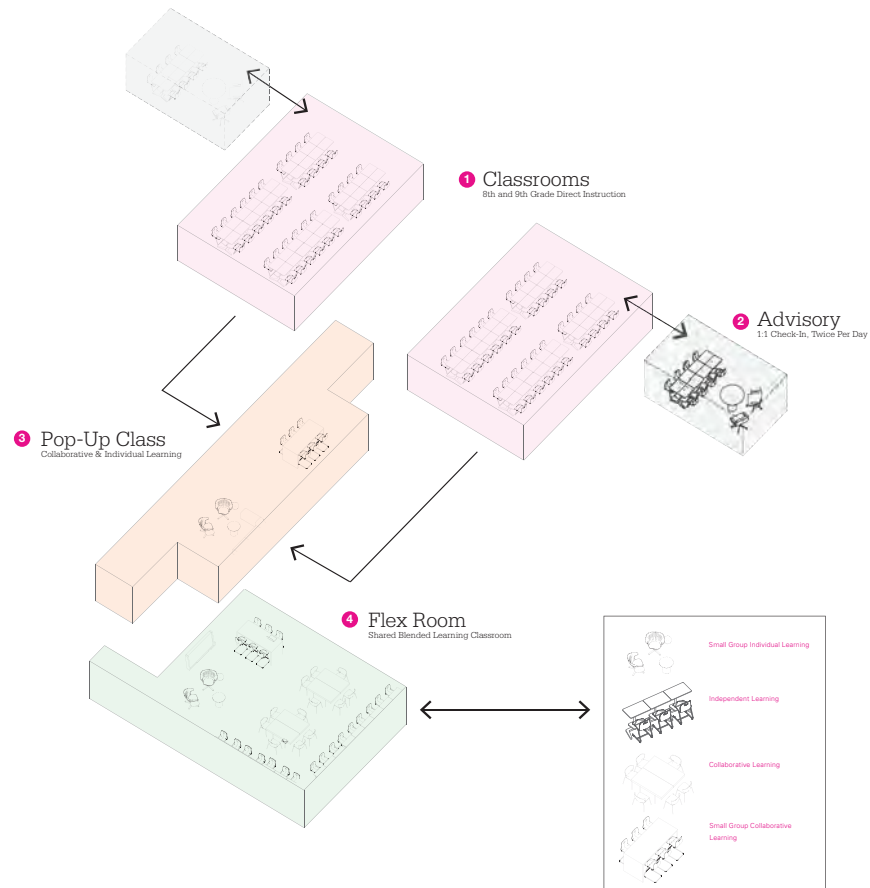 1 Classrooms
8th and 9th Grade Direct Instruction
2 Advisory
1:1 Check-In, Twice Per Day
3 Pop-Up Class
Collaborative & Individual Learning
4 Flex Room
Shared Blended Learning Classroom
Small Group Individual Learning
Independent Learning
Collaborative Learning
Small Group Collaborative
Learning